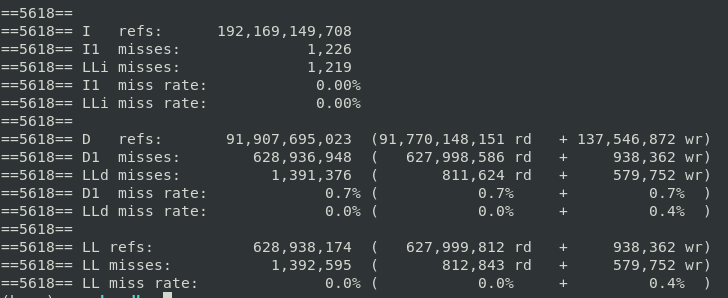 ==5618==
==5618== I   refs:      192,169,149,708
==5618== I1  misses:              1,226
==5618== LLi misses:              1,219
==5618== I1  miss rate:            0.00%
==5618== LLi miss rate:            0.00%
==5618==
==5618== D   refs:       91,907,695,023  (91,770,148,151 rd   + 137,546,872 wr)
==5618== D1  misses:        628,936,948  (   627,998,586 rd   +     938,362 wr)
==5618== LLd misses:          1,391,376  (       811,624 rd   +     579,752 wr)
==5618== D1  miss rate:             0.7% (           0.7%     +         0.7%  )
==5618== LLd miss rate:             0.0% (           0.0%     +         0.4%  )
==5618==
==5618== LL refs:           628,938,174  (   627,999,812 rd   +     938,362 wr)
==5618== LL misses:           1,392,595  (       812,843 rd   +     579,752 wr)
==5618== LL miss rate:              0.0% (           0.0%     +         0.4%  )